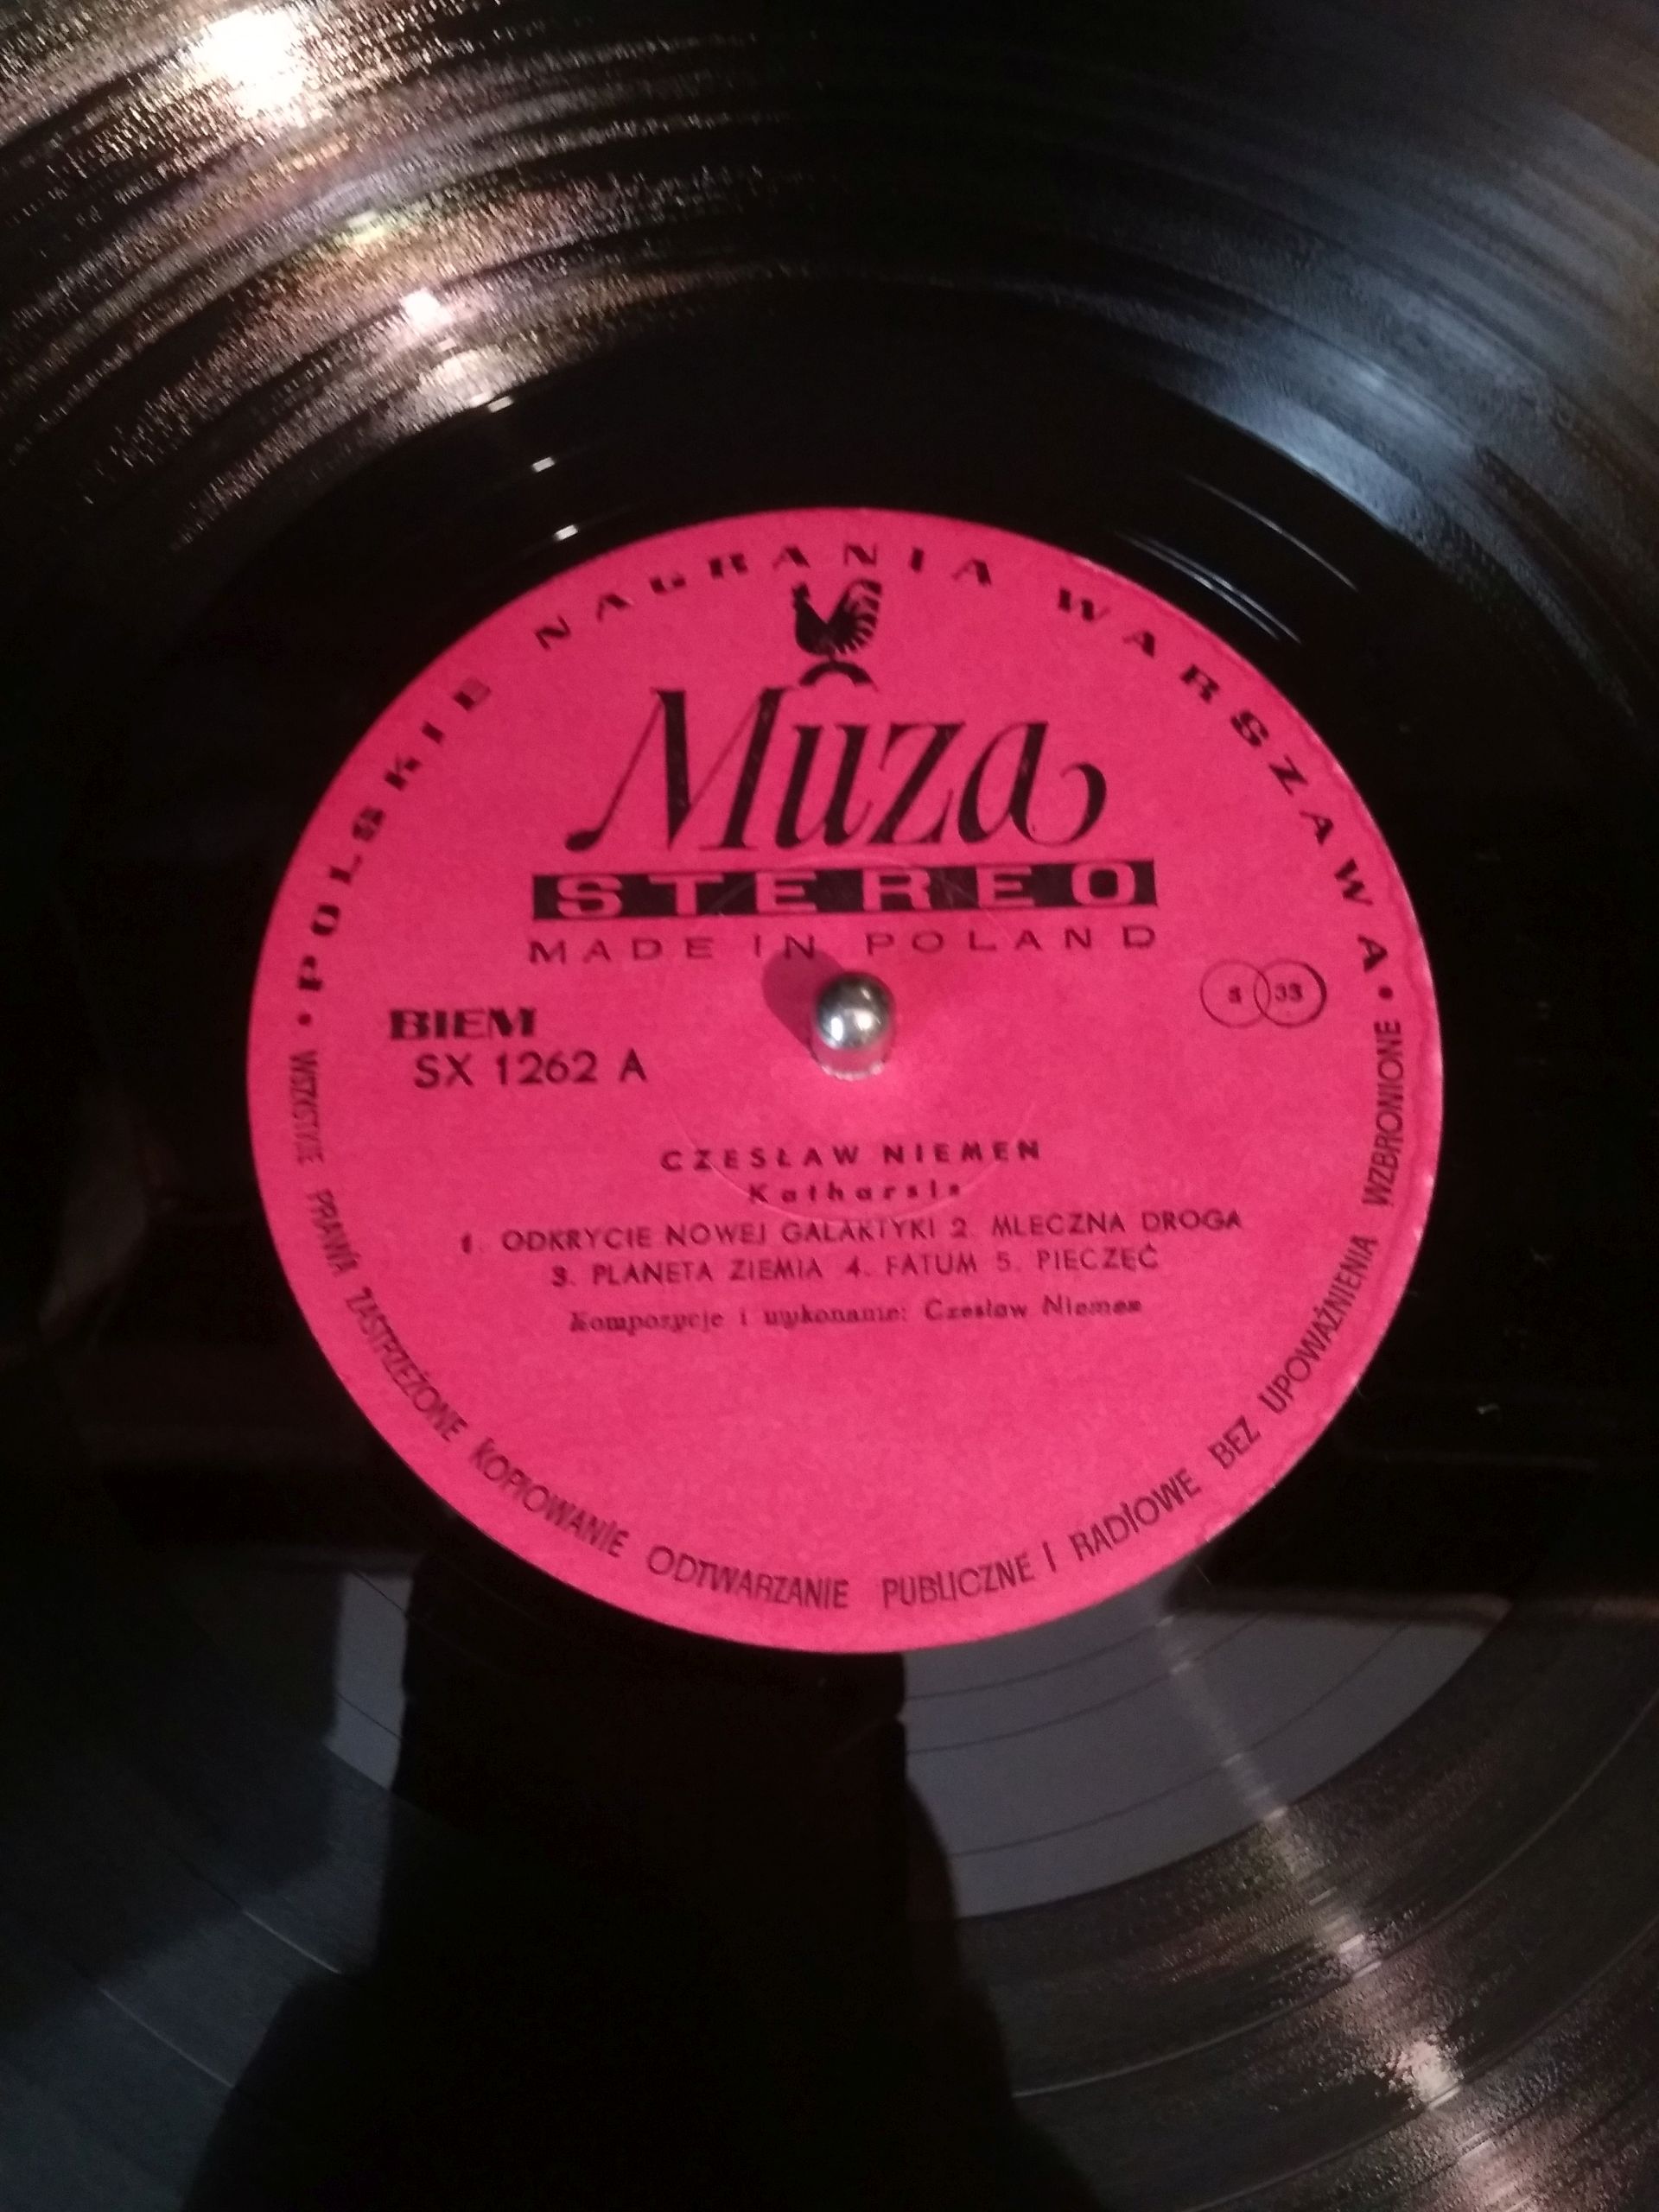 • POLSKIE NAGRANIA WARSZAWA •
Muza
STEREO
MADE IN POLAND
BIEM
SX 1262 A
S 33
CZESŁAW NIEMEN
Katharsis
1. ODKRYCIE NOWEJ GALAKTYKI 2. MLECZNA DROGA
3. PLANETA ZIEMIA 4. FATUM 5. PIECZĘĆ
Kompozycje i wykonanie: Czesław Niemen
WSZYSTKIE PRAWA ZASTRZEŻONE KOPIOWANIE ODTWARZANIE PUBLICZNE I RADIOWE BEZ UPOWAŻNIENIA WZBRONIONE